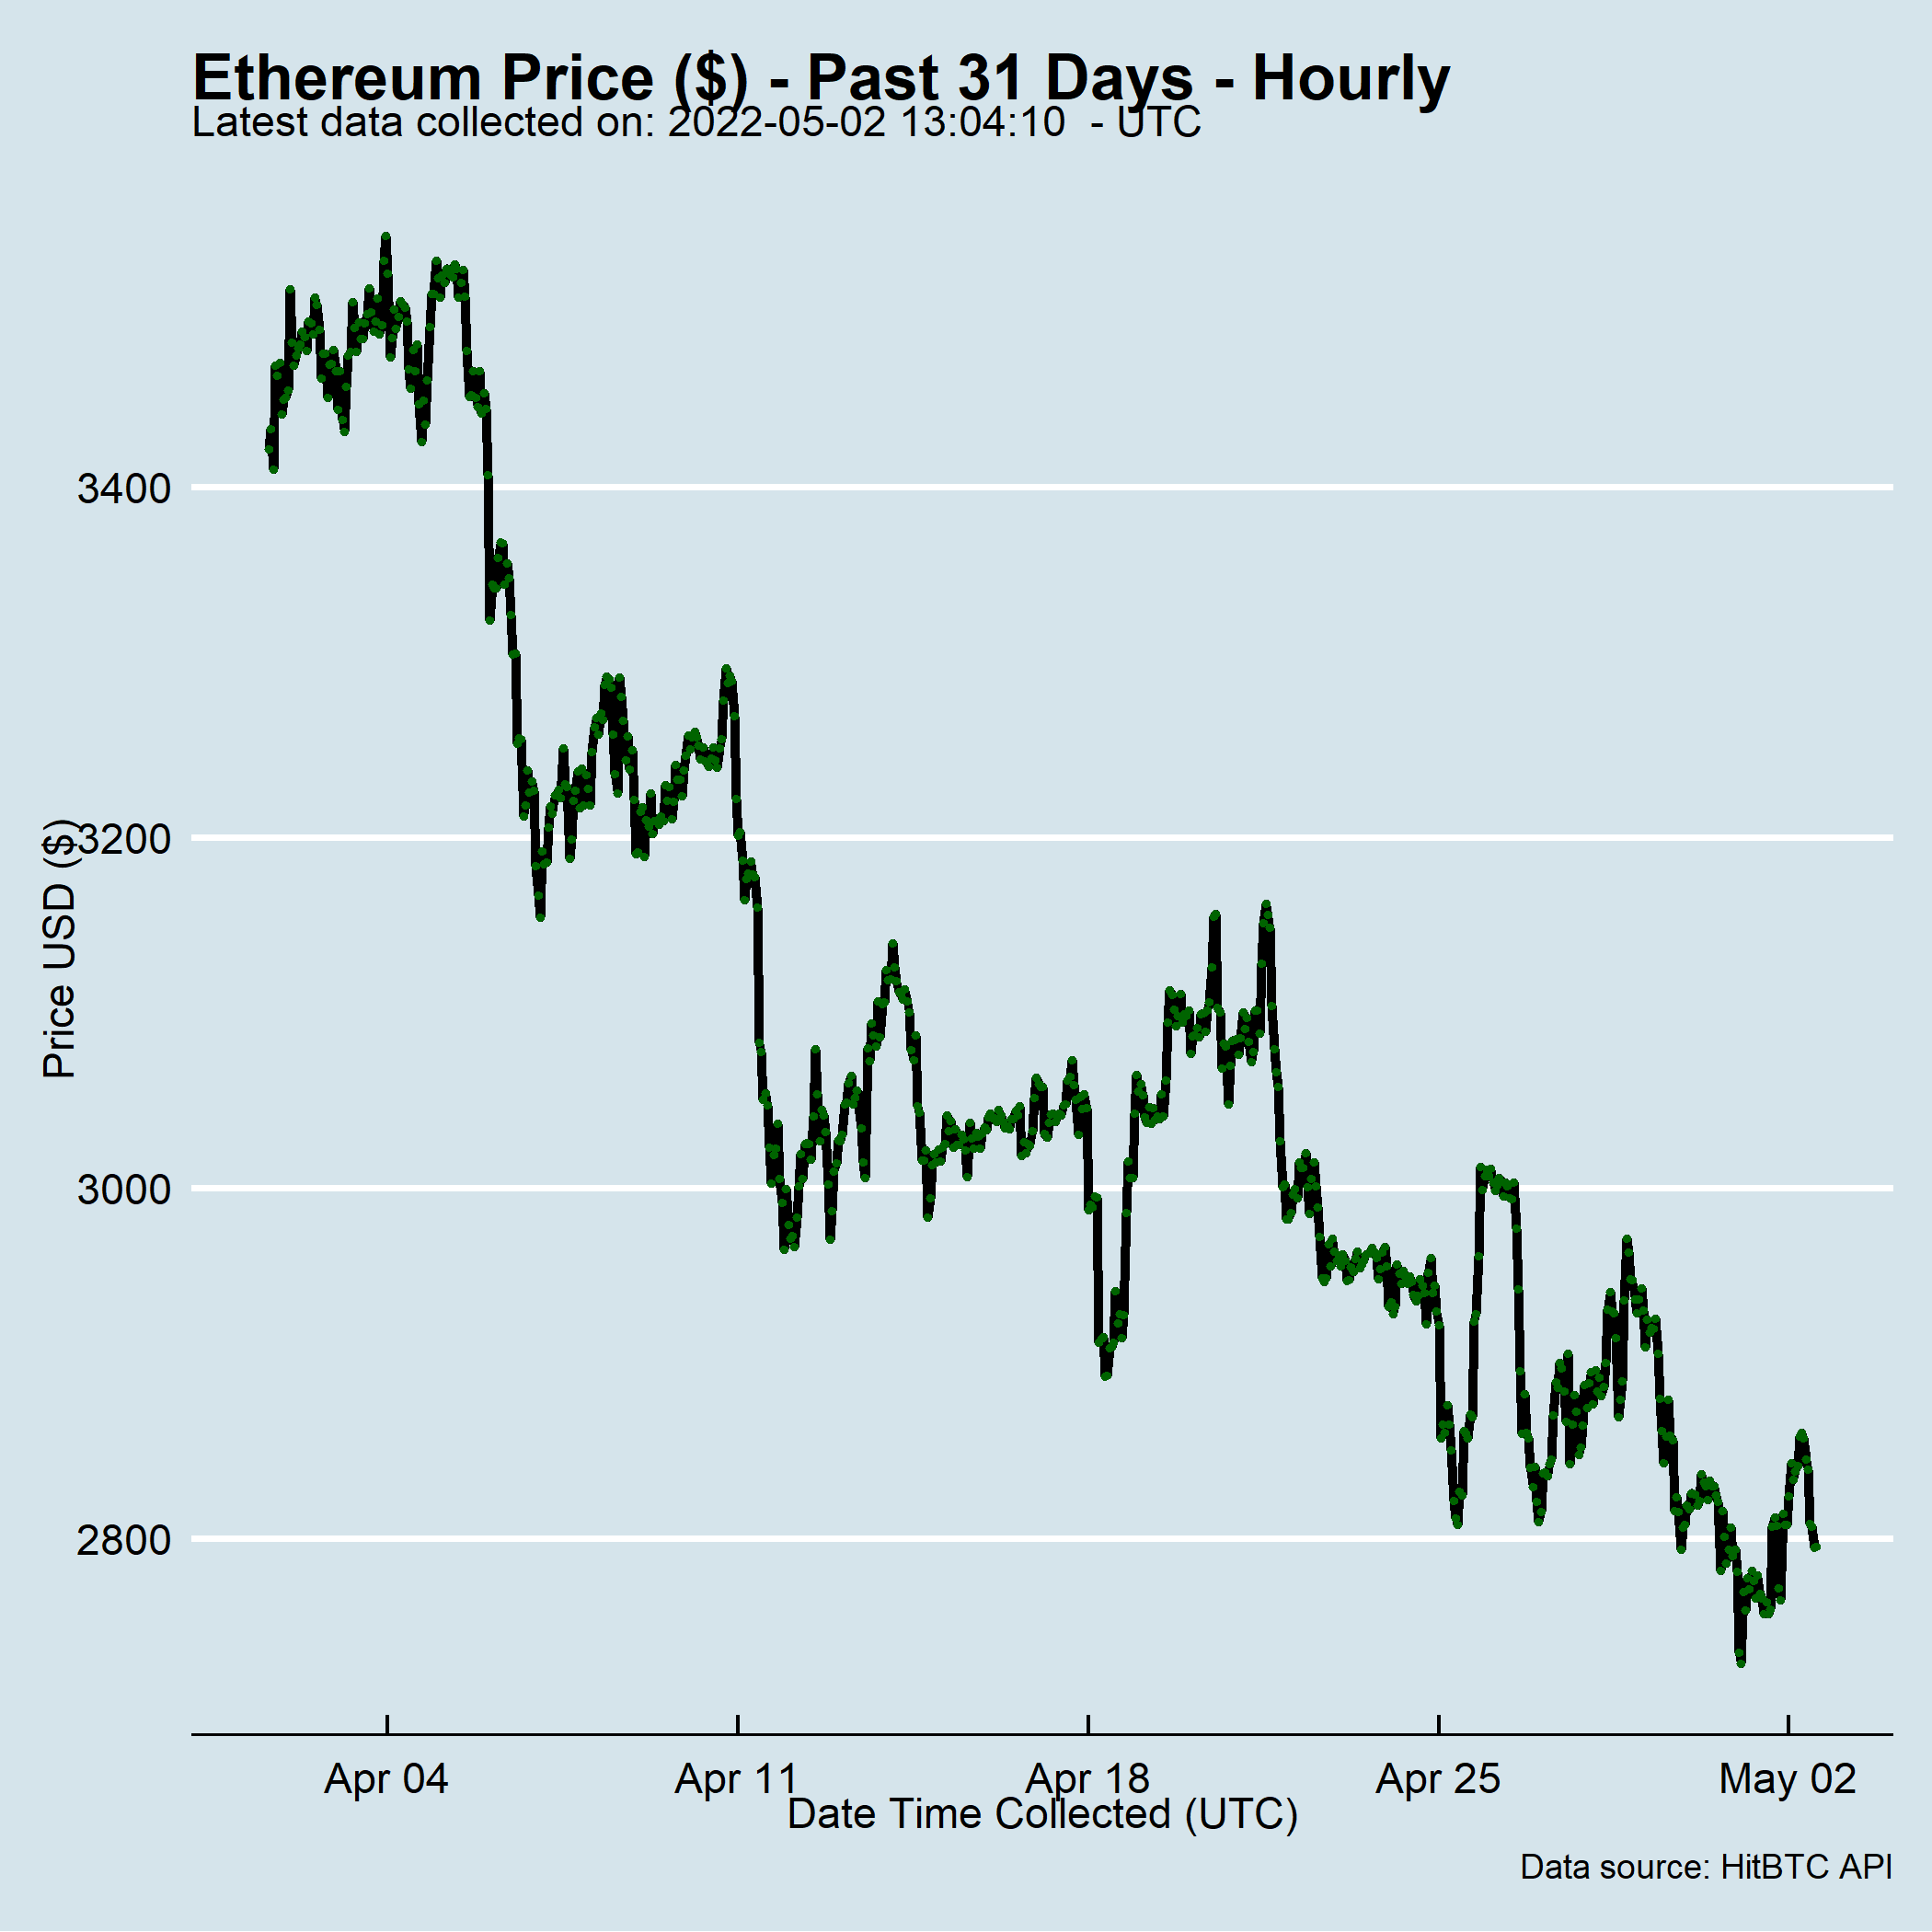 Ethereum Price ($) - Past 31 Days - Hourly
Latest data collected on: 2022-05-02 13:04:10  - UTC
Price USD ($)
3400
3200
3000
2800
Apr 04
Apr 11
Apr 18
Apr 25
May 02
Date Time Collected (UTC)
Data source: HitBTC API